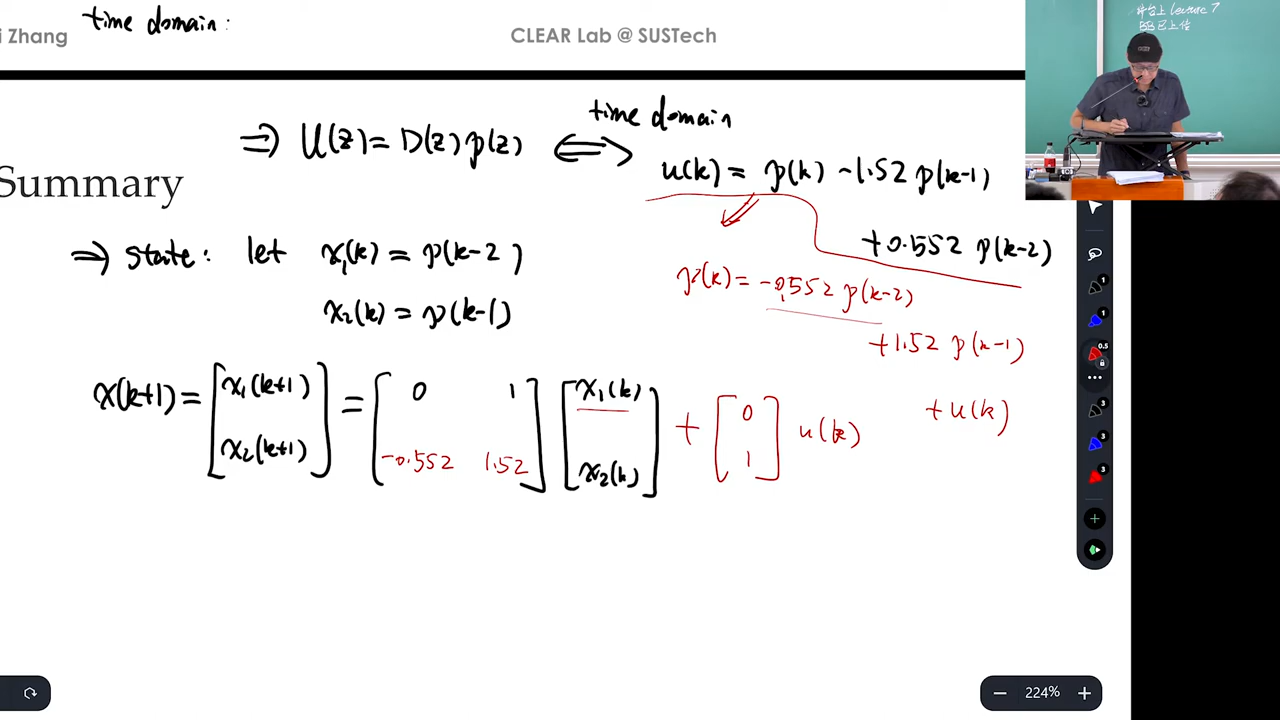 time domain:
i Zhang
CLEAR Lab @ SUSTech
⇒ U(z) = D(z) p(z) ⟺ time domain
u(k) = p(k) - 1.52 p(k-1)
+ 0.552 p(k-2)
Summary
⇒ state: let x₁(k) = p(k-2)
x₂(k) = p(k-1)
p(k) = -0.552 p(k-2)
+ 1.52 p(k-1)
+ u(k)
x(k+1) = [x₁(k+1) x₂(k+1)] = [0 1 -0.552 1.52] [x₁(k) x₂(k)] + [0 1] u(k)
224%